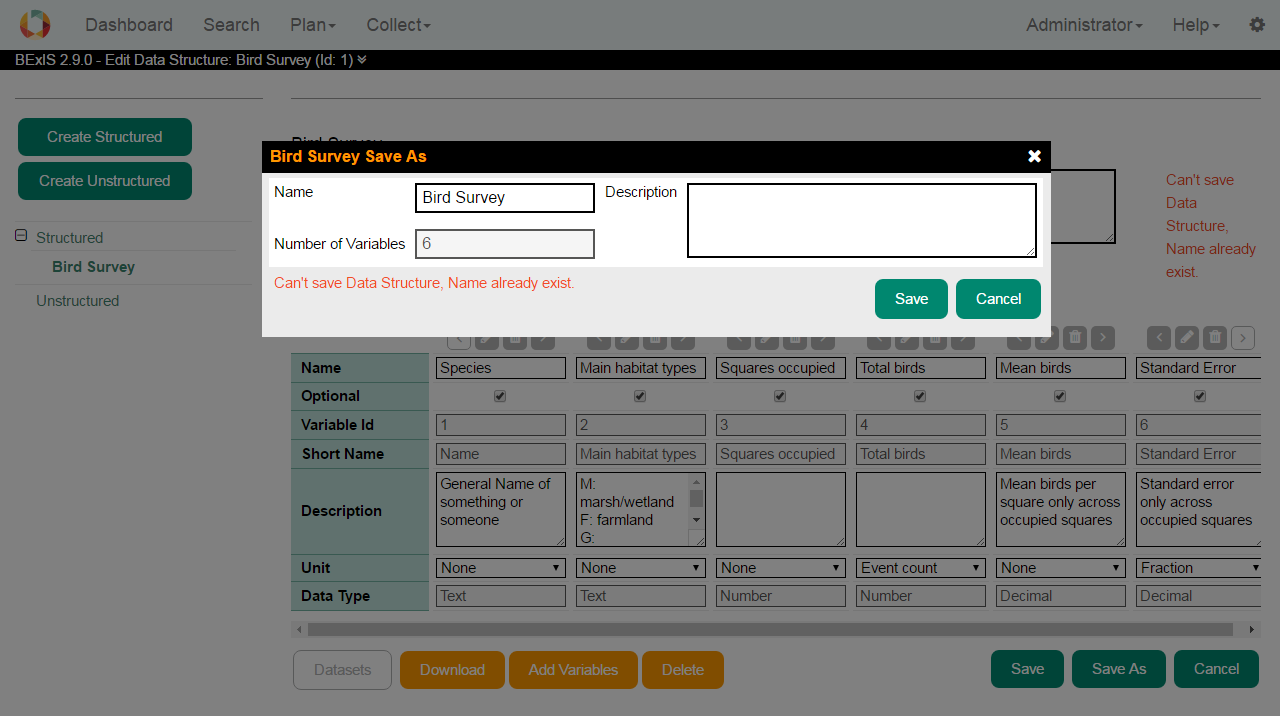 Dashboard Search Plan Collect Administrator Help
BExIS 2.9.0 - Edit Data Structure: Bird Survey (Id: 1)
Create Structured
Create Unstructured
Structured
Bird Survey
Unstructured
Bird Survey
Bird Survey Save As
Name Bird Survey Description
Number of Variables 6
Can't save Data Structure, Name already exist.
Save Cancel
Can't save
Data
Structure,
Name already
exist.
Name Species Main habitat types Squares occupied Total birds Mean birds Standard Error
Optional
Variable Id 1 2 3 4 5 6
Short Name Name Main habitat types Squares occupied Total birds Mean birds Standard Error
Description
General Name of
something or
someone
M:
marsh/wetland
F: farmland
G:
Mean birds per
square only across
occupied squares
Standard error
only across
occupied squares
Unit None None None Event count None Fraction
Data Type Text Text Number Number Decimal Decimal
Datasets Download Add Variables Delete Save Save As Cancel